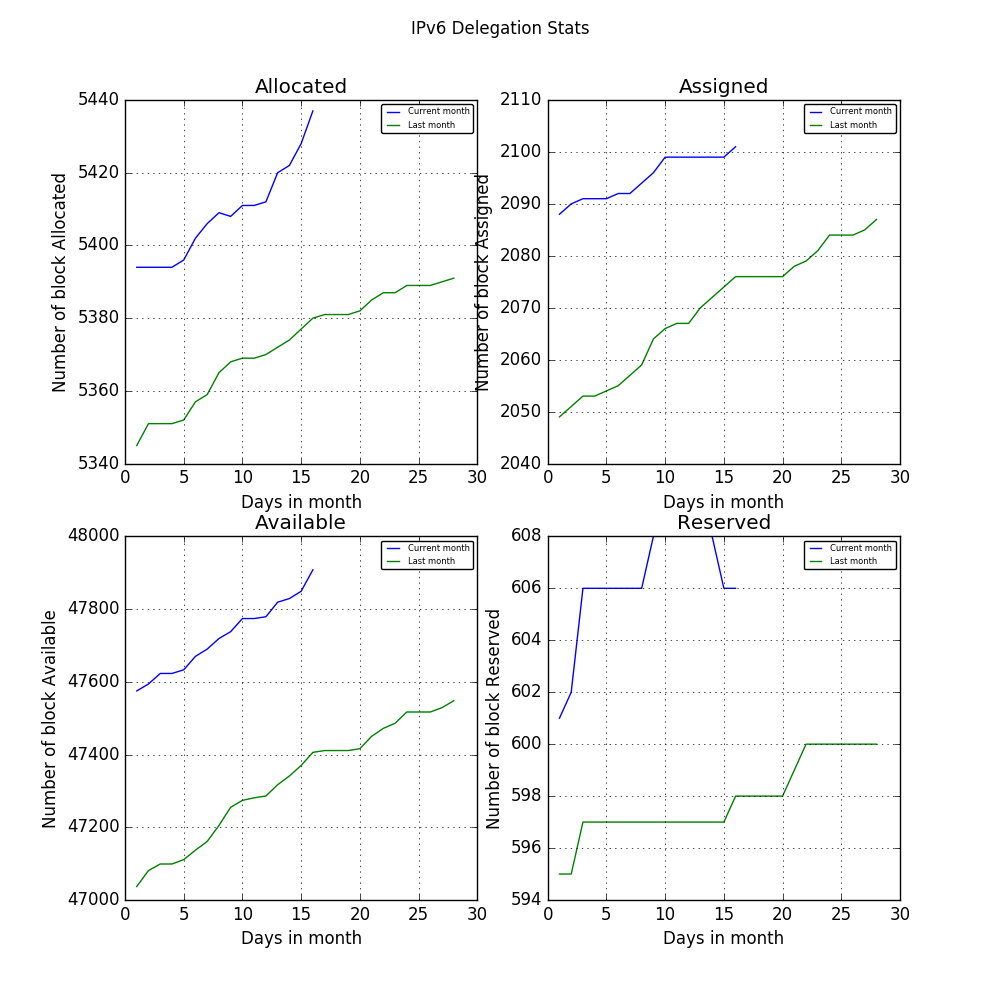 IPv6 Delegation Stats
Allocated
Number of block Allocated
5440
5420
5400
5380
5360
5340
Current month
Last month
0 5 10 15 20 25 30
Days in month
Assigned
Number of block Assigned
2110
2100
2090
2080
2070
2060
2050
2040
Current month
Last month
0 5 10 15 20 25 30
Days in month
Available
Number of block Available
48000
47800
47600
47400
47200
47000
Current month
Last month
0 5 10 15 20 25 30
Days in month
Reserved
Number of block Reserved
608
606
604
602
600
598
596
594
Current month
Last month
0 5 10 15 20 25 30
Days in month